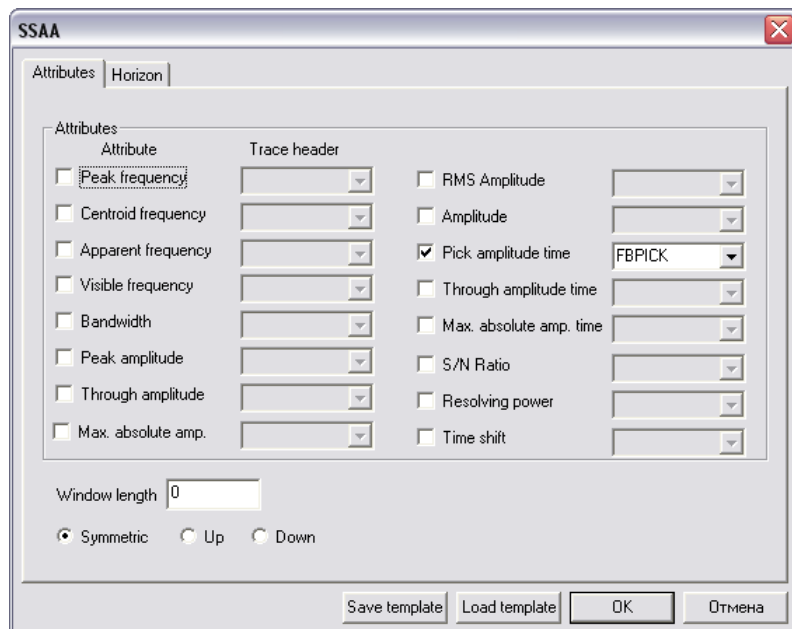 SSAA
Attributes Horizon
Attributes
Attribute Trace header
Peak frequency
Centroid frequency
Apparent frequency
Visible frequency
Bandwidth
Peak amplitude
Through amplitude
Max. absolute amp.
RMS Amplitude
Amplitude
Pick amplitude time FBPICK
Through amplitude time
Max. absolute amp. time
S/N Ratio
Resolving power
Time shift
Window length 0
Symmetric Up Down
Save template Load template OK Отмена